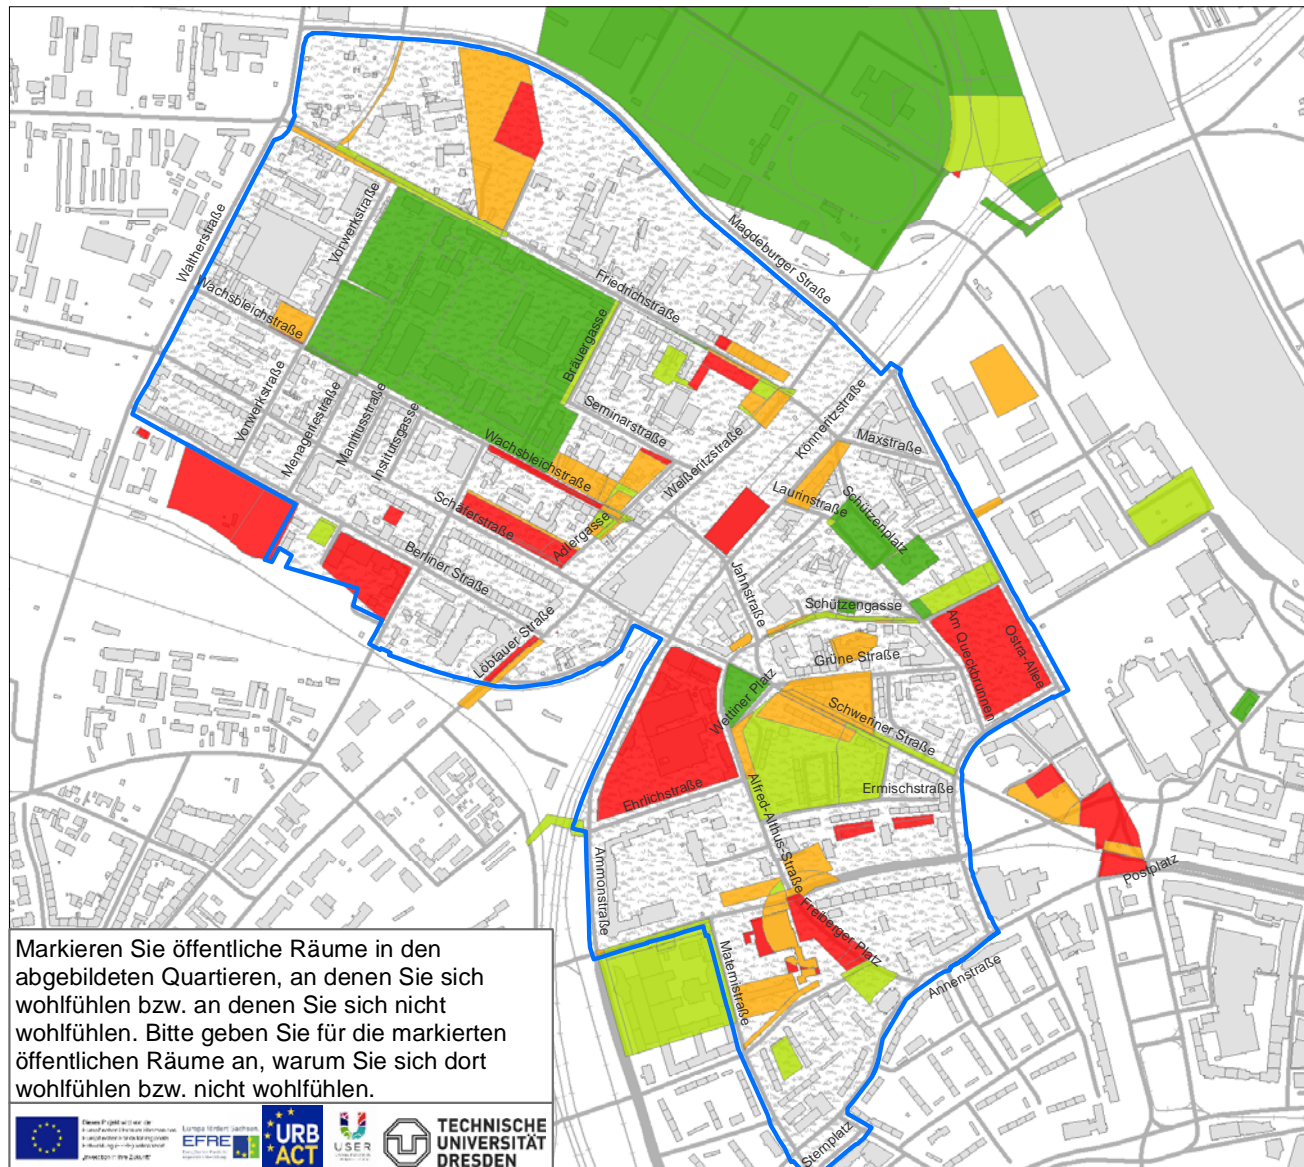 Magdeburger Straße
Waltherstraße
Vorwerkstraße
Wachsbleichstraße
Friedrichstraße
Bräuergasse
Vorwerkstraße
Menageriestraße
Manitiusstraße
Institutsgasse
Seminarstraße
Wachsbleichstraße
Weißeritzstraße
Könneritzstraße
Maxstraße
Laurinstraße
Schützenplatz
Schäferstraße
Adlergasse
Berliner Straße
Jahnstraße
Schützengasse
Am Queckbrunnen
Ostra-Allee
Löbtauer Straße
Grüne Straße
Wettiner Platz
Schweriner Straße
Ehrlichstraße
Alfred-Althus-Straße
Ermischstraße
Postplatz
Ammonstraße
Freiberger Platz
Maternistraße
Annenstraße
Sternplatz
Markieren Sie öffentliche Räume in den
abgebildeten Quartieren, an denen Sie sich
wohlfühlen bzw. an denen Sie sich nicht
wohlfühlen. Bitte geben Sie für die markierten
öffentlichen Räume an, warum Sie sich dort
wohlfühlen bzw. nicht wohlfühlen.
Europa fördert Sachsen
EFRE
URB
ACT
USER
TECHNISCHE
UNIVERSITÄT
DRESDEN